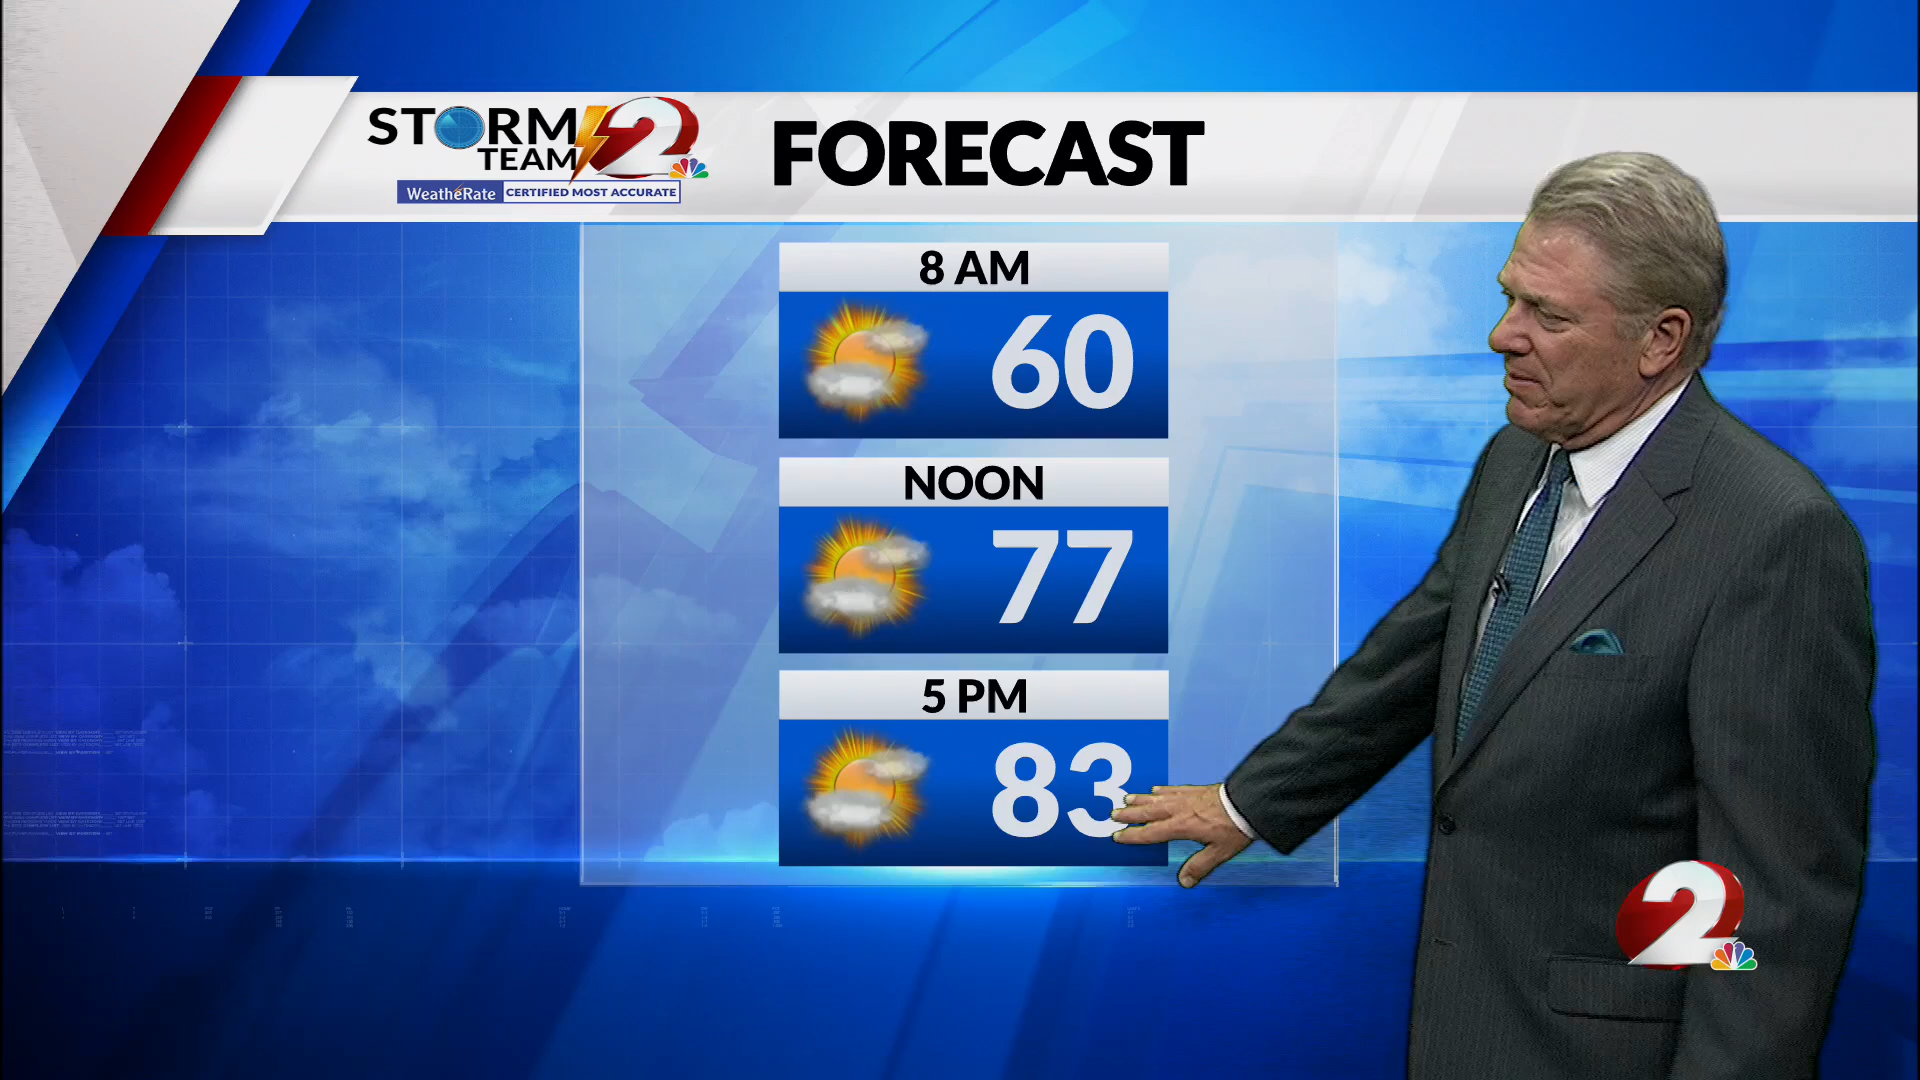 STORM
TEAM 2
WeatheRate CERTIFIED MOST ACCURATE
FORECAST
8 AM
60
NOON
77
5 PM
83
2